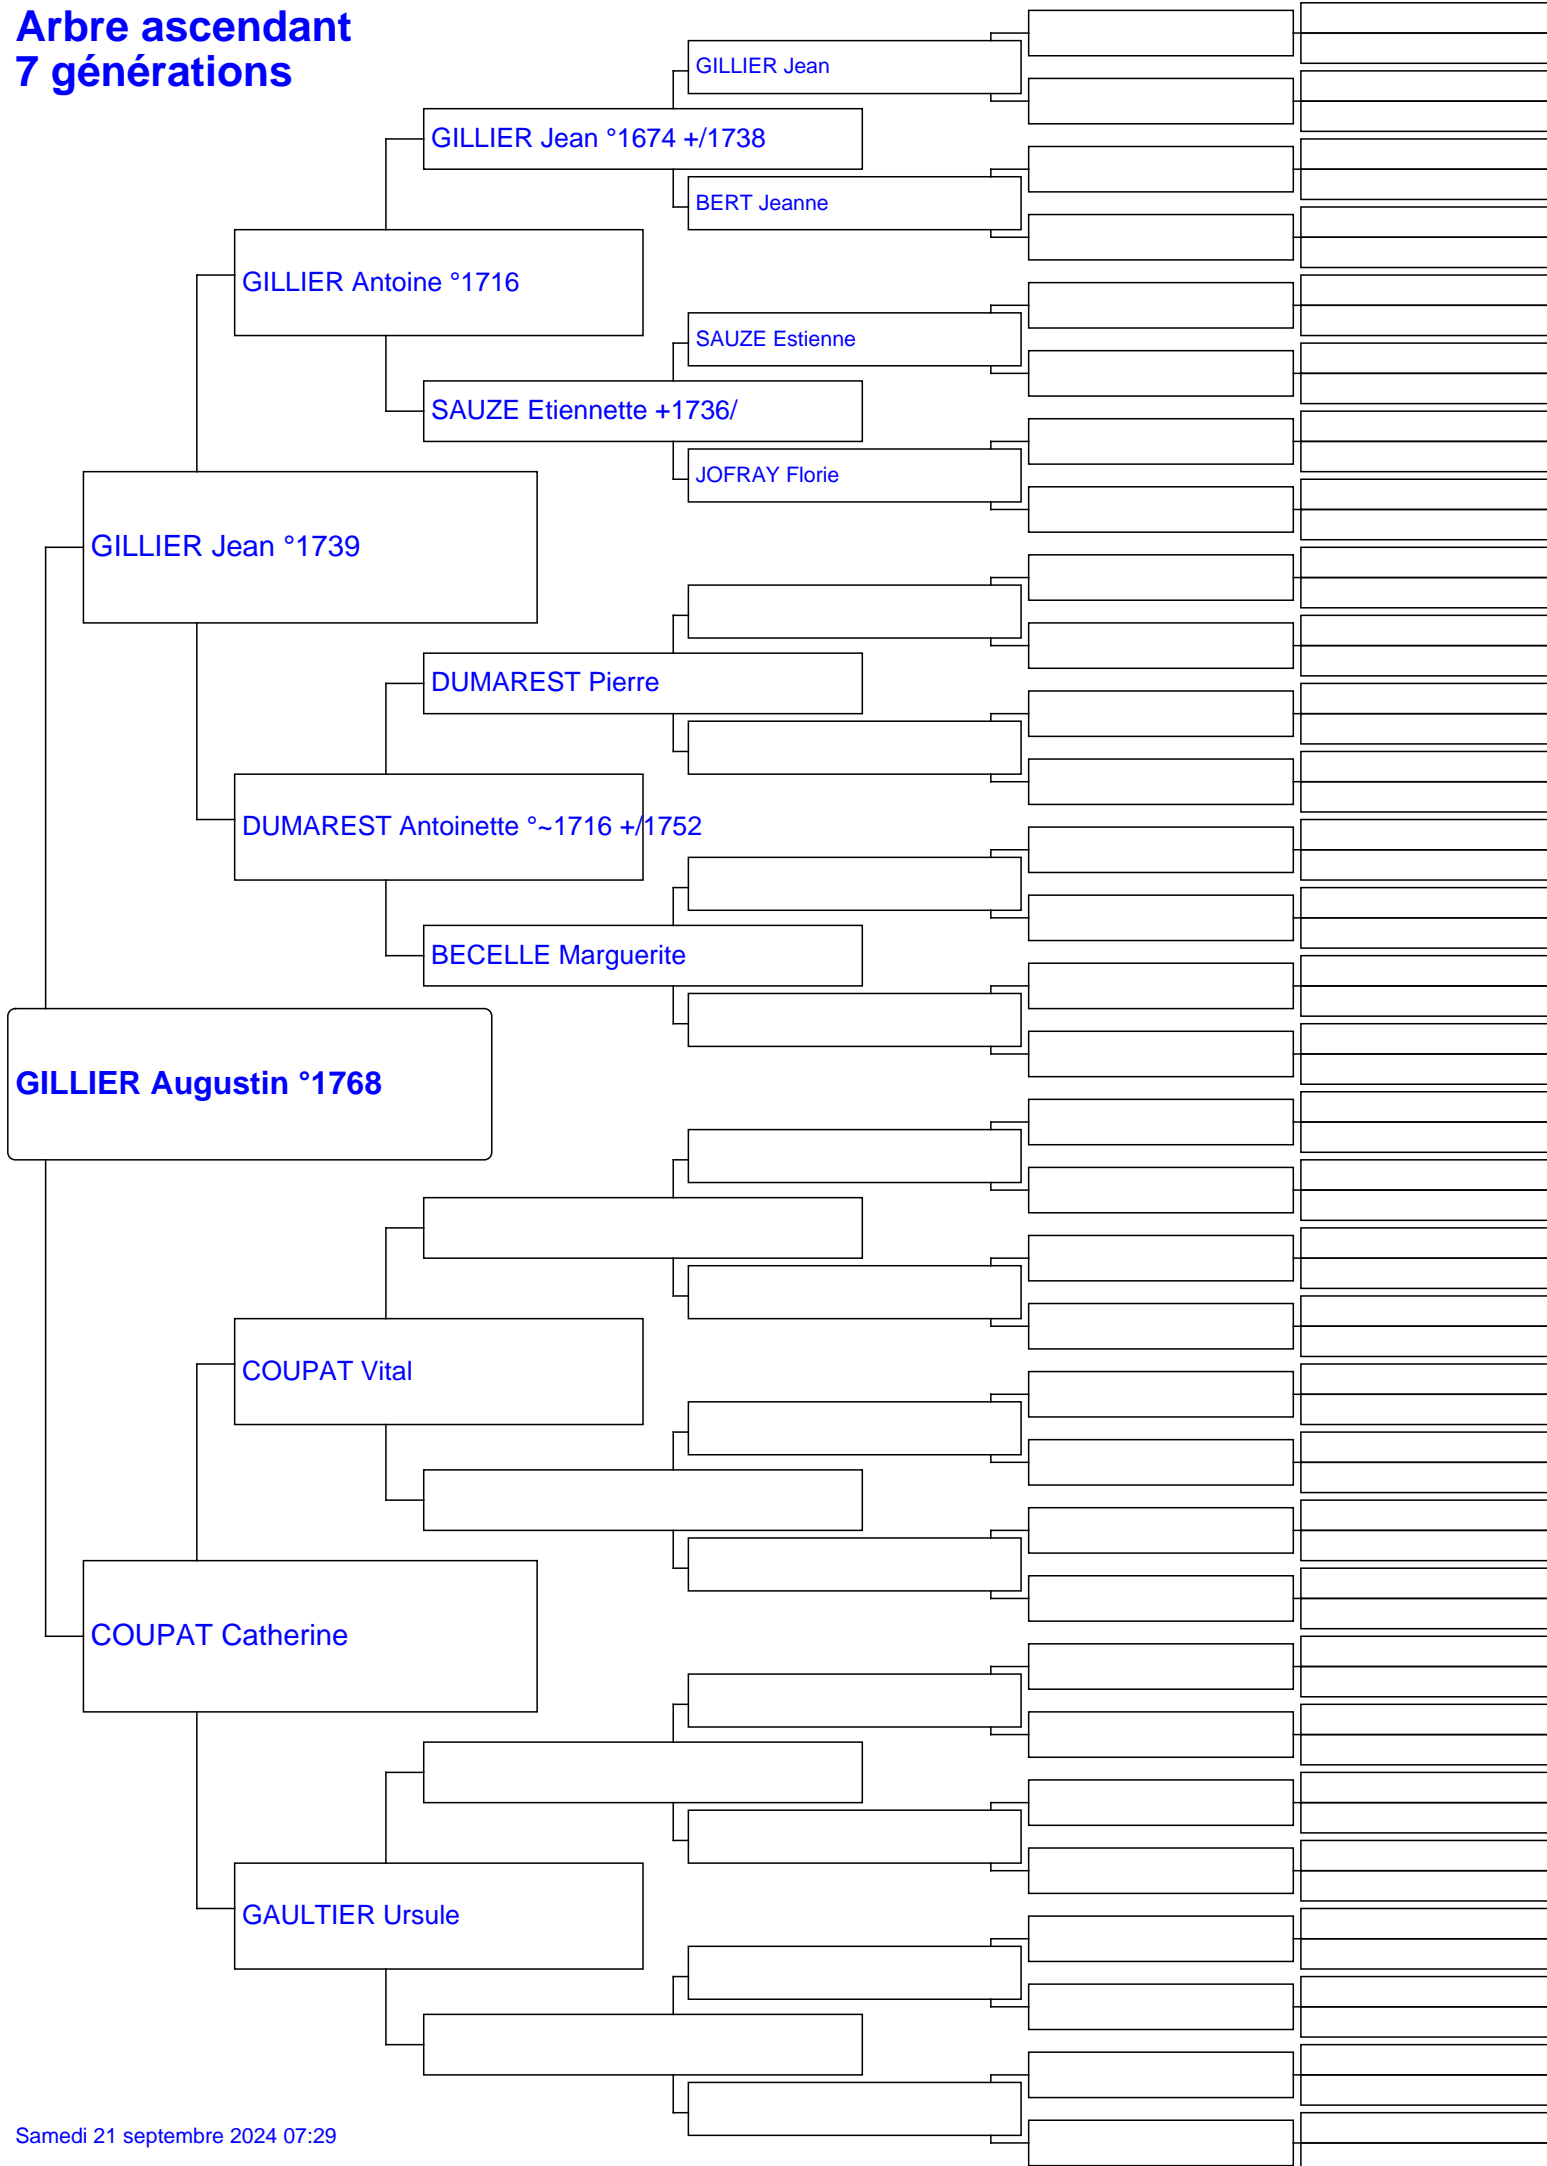 Arbre ascendant
7 générations
GILLIER Jean
GILLIER Jean °1674 +/1738
BERT Jeanne
GILLIER Antoine °1716
SAUZE Estienne
SAUZE Etiennette +1736/
JOFRAY Florie
GILLIER Jean °1739
DUMAREST Pierre
DUMAREST Antoinette °~1716 +/1752
BECELLE Marguerite
GILLIER Augustin °1768
COUPAT Vital
COUPAT Catherine
GAULTIER Ursule
Samedi 21 septembre 2024 07:29